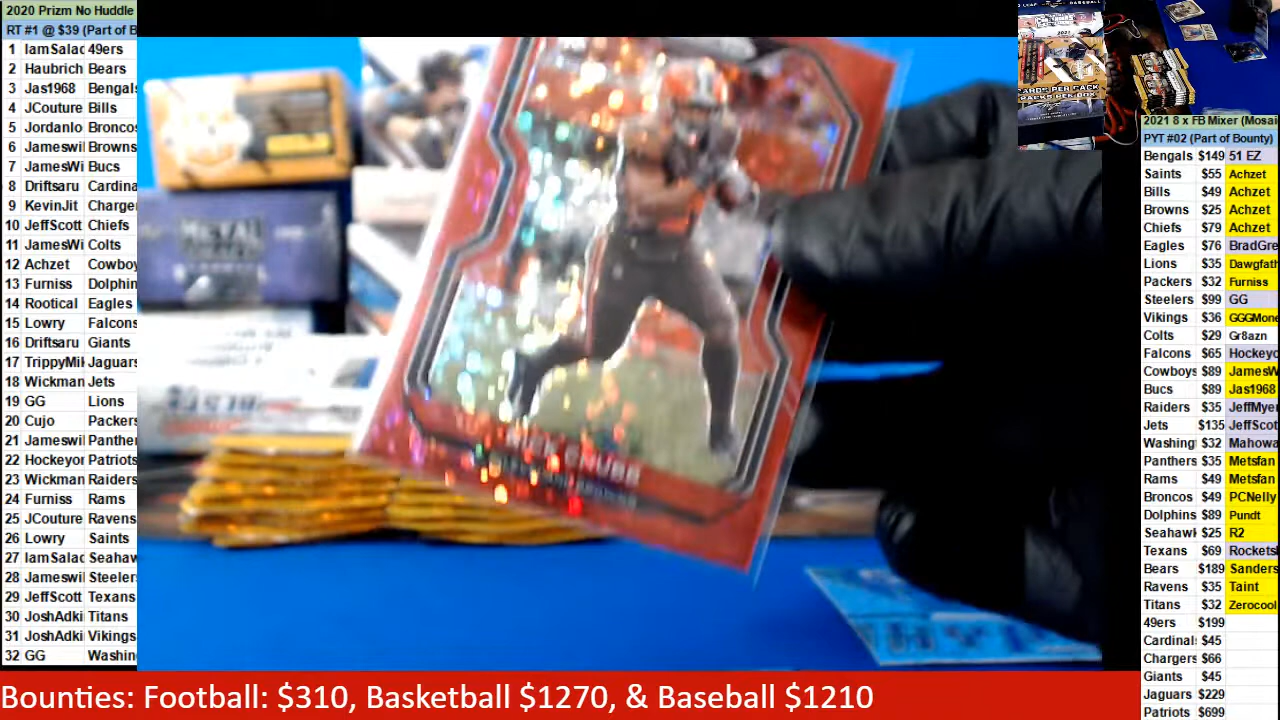 2020 Prizm No Huddle
RT #1 @ $39 (Part of B
1 IamSalac 49ers
2 Haubrich Bears
3 Jas1968 Bengals
4 JCouture Bills
5 Jordanlo Broncos
6 Jameswil Browns
7 JamesWi Bucs
8 Driftsaru Cardina
9 KevinJit Charge
10 JeffScott Chiefs
11 JamesWi Colts
12 Achzet Cowboy
13 Furniss Dolphin
14 Rootical Eagles
15 Lowry Falcons
16 Driftsaru Giants
17 TrippyMil Jaguars
18 Wickman Jets
19 GG Lions
20 Cujo Packers
21 Jameswil Panther
22 Hockeyor Patriots
23 Wickman Raiders
24 Furniss Rams
25 JCouture Ravens
26 Lowry Saints
27 IamSalac Seahaw
28 Jameswil Steelers
29 JeffScott Texans
30 JoshAdki Titans
31 JoshAdki Vikings
32 GG Washin
METAL
2021 8 x FB Mixer (Mosai
PYT #02 (Part of Bounty)
Bengals $149 51 EZ
Saints $55 Achzet
Bills $49 Achzet
Browns $25 Achzet
Chiefs $79 Achzet
Eagles $76 BradGre
Lions $35 Dawgfath
Packers $32 Furniss
Steelers $99 GG
Vikings $36 GGGMone
Colts $29 Gr8azn
Falcons $65 Hockeyo
Cowboys $89 JamesW
Bucs $89 Jas1968
Raiders $35 JeffMyer
Jets $135 JeffScot
Washing $32 Mahowa
Panthers $35 Metsfan
Rams $49 Metsfan
Broncos $49 PCNelly
Dolphins $89 Pundt
Seahawk $25 R2
Texans $69 Rockets
Bears $189 Sanders
Ravens $35 Taint
Titans $32 Zerocool
49ers $199
Cardinal $45
Chargers $66
Giants $45
Jaguars $229
Patriots $699
Bounties: Football: $310, Basketball $1270, & Baseball $1210